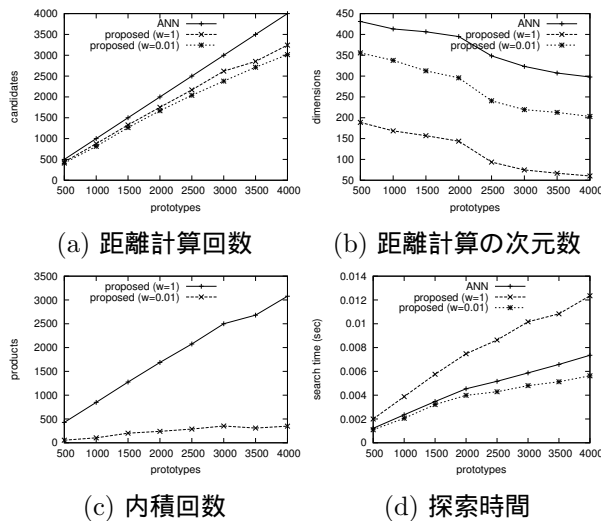 ANN
proposed (w=1)
proposed (w=0.01)
candidates
4000
3500
3000
2500
2000
1500
1000
500
0
500 1000 1500 2000 2500 3000 3500 4000
prototypes
(a) 距離計算回数
ANN
proposed (w=1)
proposed (w=0.01)
dimensions
450
400
350
300
250
200
150
100
50
500 1000 1500 2000 2500 3000 3500 4000
prototypes
(b) 距離計算の次元数
proposed (w=1)
proposed (w=0.01)
products
3500
3000
2500
2000
1500
1000
500
0
500 1000 1500 2000 2500 3000 3500 4000
prototypes
(c) 内積回数
ANN
proposed (w=1)
proposed (w=0.01)
search time (sec)
0.014
0.012
0.01
0.008
0.006
0.004
0.002
0
500 1000 1500 2000 2500 3000 3500 4000
prototypes
(d) 探索時間